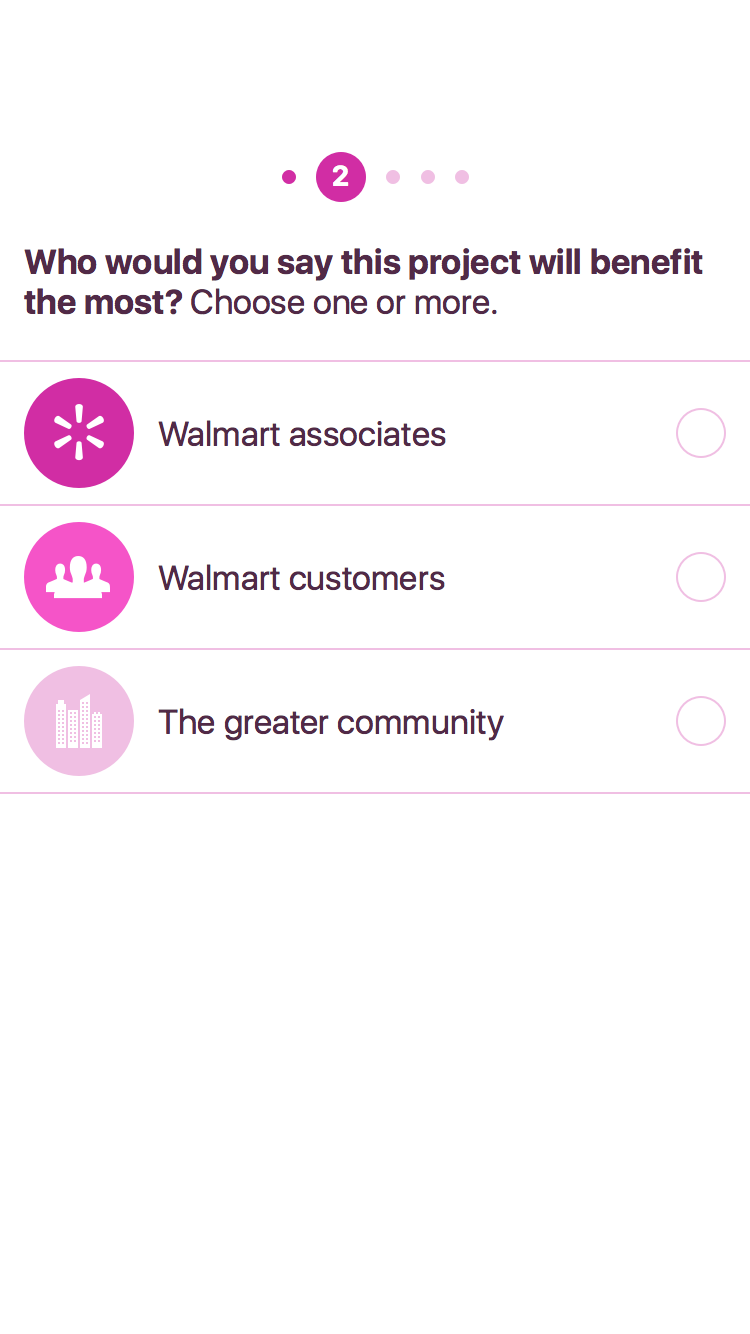 2
Who would you say this project will benefit
the most? Choose one or more.
Walmart associates
Walmart customers
The greater community